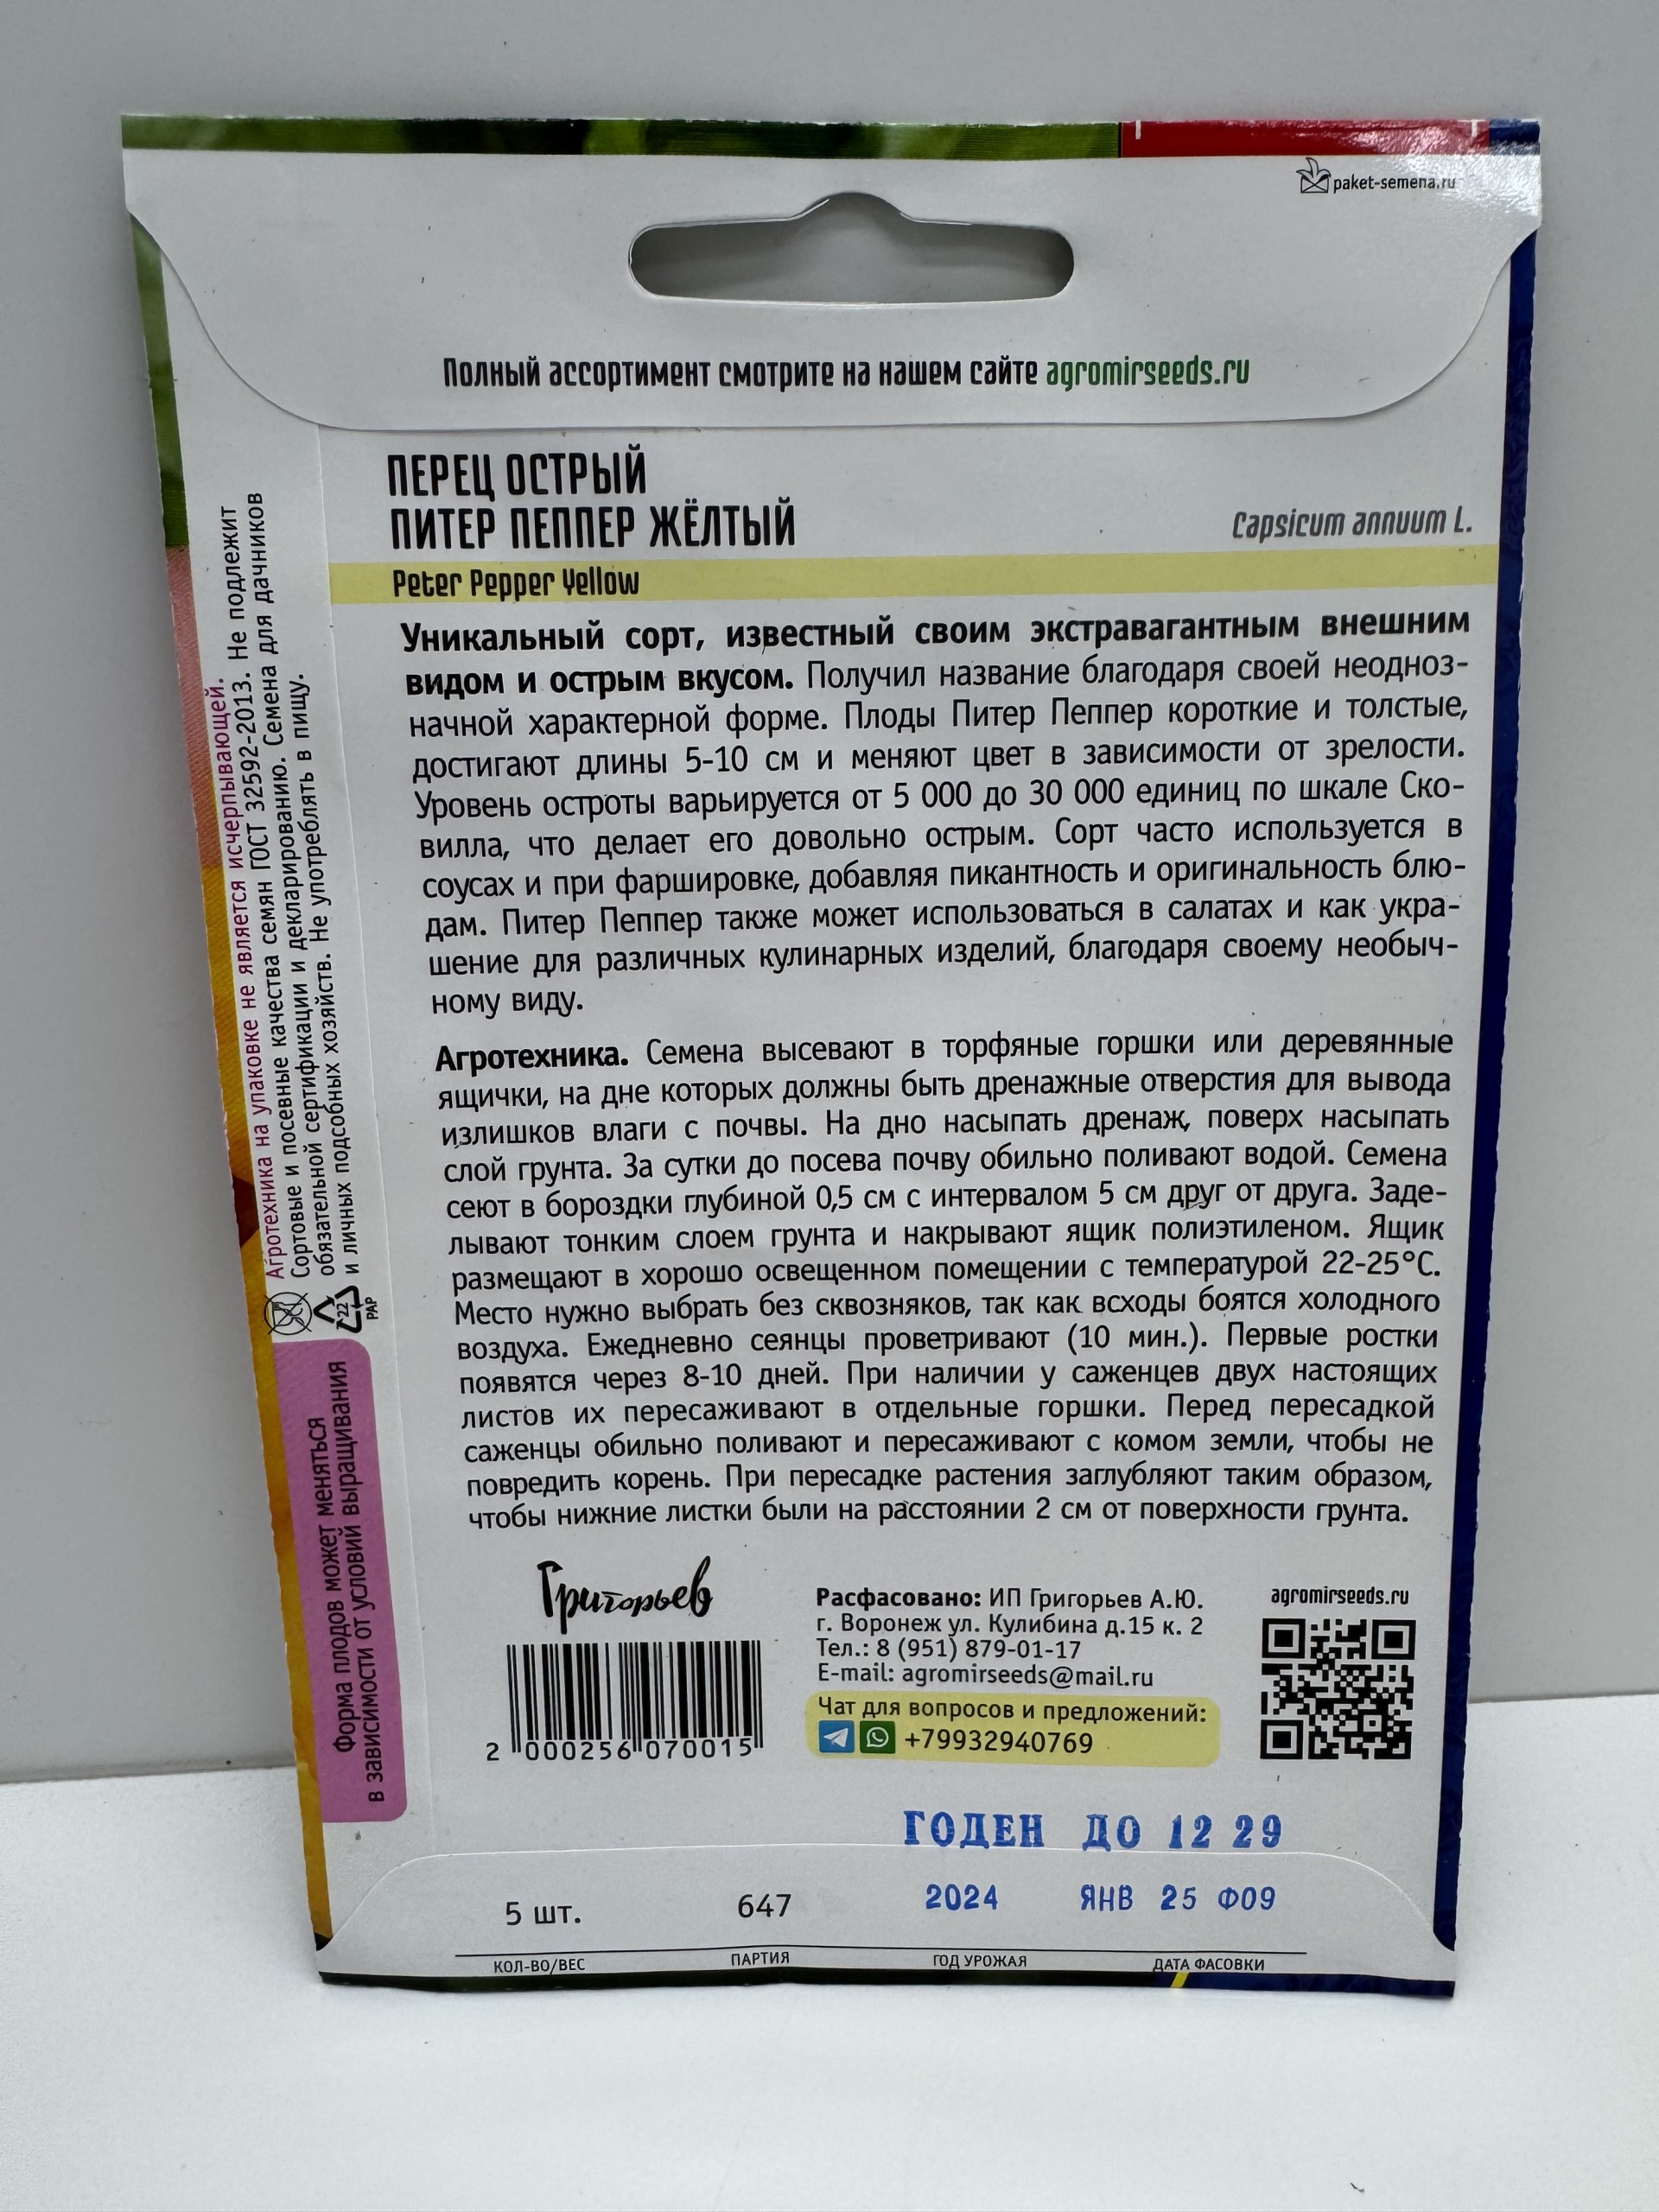 paket-semena.ru
Полный ассортимент смотрите на нашем сайте agromirseeds.ru
ПЕРЕЦ ОСТРЫЙ
ПИТЕР ПЕППЕР ЖЁЛТЫЙ
Capsicum annuum L.
Peter Pepper Yellow
Уникальный сорт, известный своим экстравагантным внешним
видом и острым вкусом. Получил название благодаря своей неодноз-
начной характерной форме. Плоды Питер Пеппер короткие и толстые,
достигают длины 5-10 см и меняют цвет в зависимости от зрелости.
Уровень остроты варьируется от 5 000 до 30 000 единиц по шкале Ско-
вилла, что делает его довольно острым. Сорт часто используется в
соусах и при фаршировке, добавляя пикантность и оригинальность блю-
дам. Питер Пеппер также может использоваться в салатах и как укра-
шение для различных кулинарных изделий, благодаря своему необыч-
ному виду.
Агротехника. Семена высевают в торфяные горшки или деревянные
ящички, на дне которых должны быть дренажные отверстия для вывода
излишков влаги с почвы. На дно насыпать дренаж, поверх насыпать
слой грунта. За сутки до посева почву обильно поливают водой. Семена
сеют в бороздки глубиной 0,5 см с интервалом 5 см друг от друга. Заде-
лывают тонким слоем грунта и накрывают ящик полиэтиленом. Ящик
размещают в хорошо освещенном помещении с температурой 22-25°C.
Место нужно выбрать без сквозняков, так как всходы боятся холодного
воздуха. Ежедневно сеянцы проветривают (10 мин.). Первые ростки
появятся через 8-10 дней. При наличии у саженцев двух настоящих
листов их пересаживают в отдельные горшки. Перед пересадкой
саженцы обильно поливают и пересаживают с комом земли, чтобы не
повредить корень. При пересадке растения заглубляют таким образом,
чтобы нижние листки были на расстоянии 2 см от поверхности грунта.
Агротехника на упаковке не является исчерпывающей.
Сортовые и посевные качества семян ГОСТ 32592-2013. Не подлежит
обязательной сертификации и декларированию. Семена для дачников
и личных подсобных хозяйств. Не употреблять в пищу.
22
PAP
Форма плодов может меняться
в зависимости от условий выращивания
Григорьев
2 000256 070015
Расфасовано: ИП Григорьев А.Ю.
г. Воронеж ул. Кулибина д.15 к. 2
Тел.: 8 (951) 879-01-17
E-mail: agromirseeds@mail.ru
Чат для вопросов и предложений:
+79932940769
agromirseeds.ru
ГОДЕН ДО 12 29
5 шт. 647 2024 ЯНВ 25 Ф09
КОЛ-ВО/ВЕС ПАРТИЯ ГОД УРОЖАЯ ДАТА ФАСОВКИ